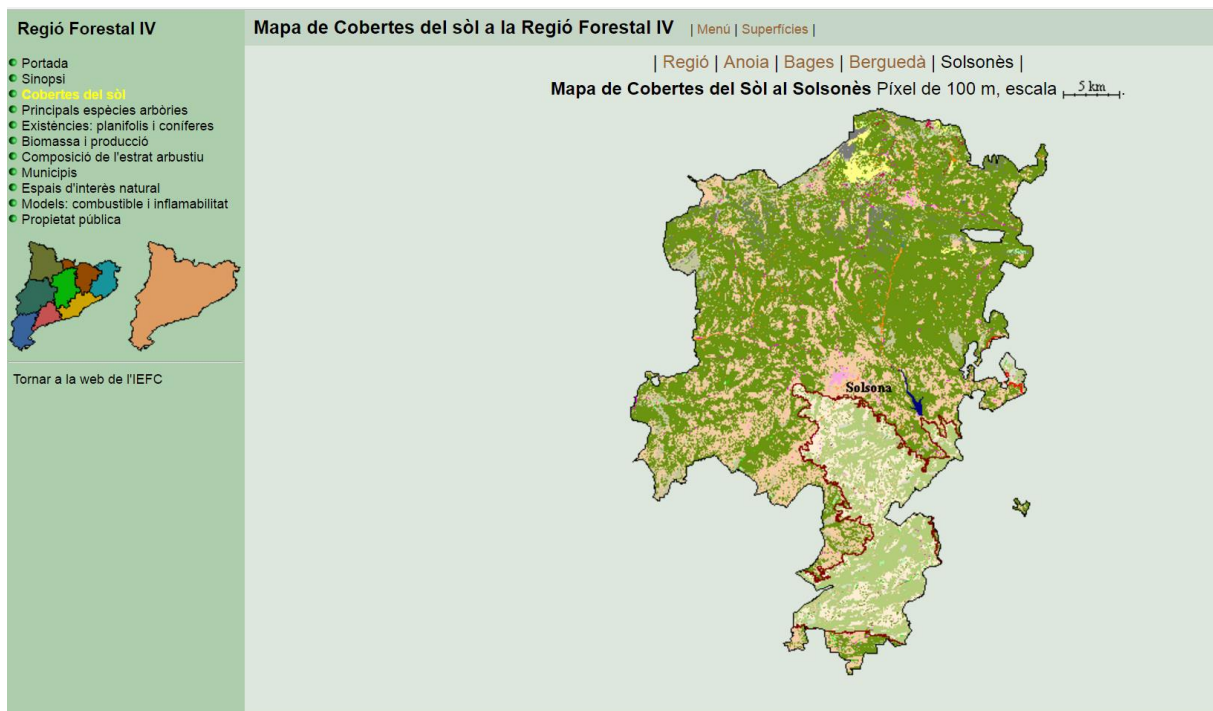 Regió Forestal IV
Portada
Sinopsi
Cobertes del sòl
Principals espècies arbòries
Existències: planifolis i coníferes
Biomassa i producció
Composició de l'estrat arbustiu
Municipis
Espais d'interès natural
Models: combustible i inflamabilitat
Propietat pública
Tornar a la web de l'IEFC
Mapa de Cobertes del sòl a la Regió Forestal IV | Menú | Superfícies |
| Regió | Anoia | Bages | Berguedà | Solsonès |
Mapa de Cobertes del Sòl al Solsonès Píxel de 100 m, escala 5 km.
Solsona